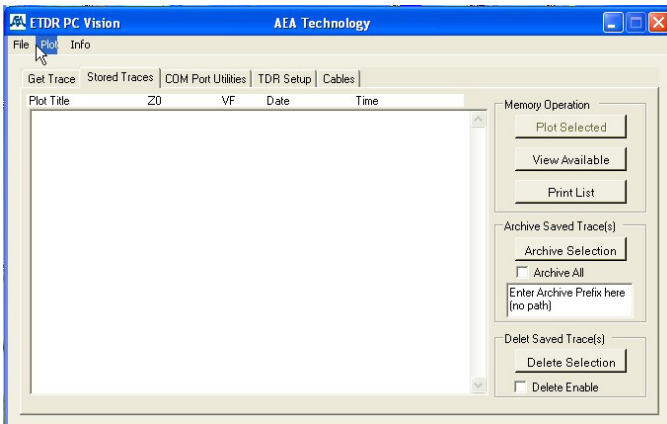 ETDR PC Vision AEA Technology
File Plot Info
Get Trace Stored Traces COM Port Utilities TDR Setup Cables
Plot Title Z0 VF Date Time
Memory Operation
Plot Selected
View Available
Print List
Archive Saved Trace(s)
Archive Selection
Archive All
Enter Archive Prefix here
(no path)
Delet Saved Trace(s)
Delete Selection
Delete Enable